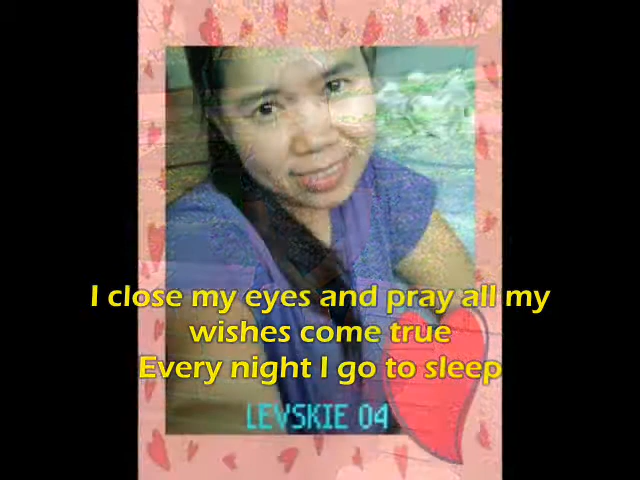 I close my eyes and pray all my
wishes come true
Every night I go to sleep
LEVSKIE 04